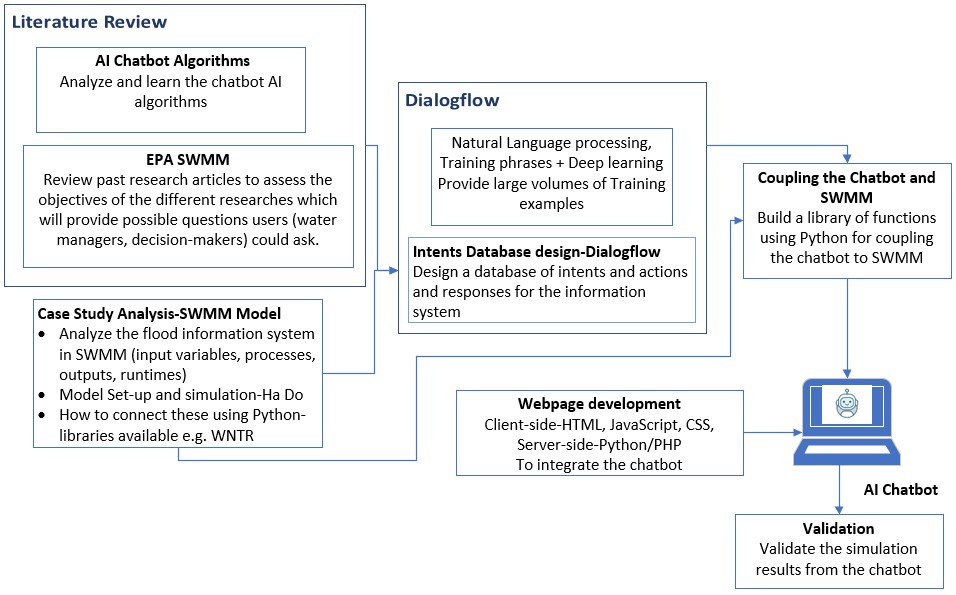 Literature Review
AI Chatbot Algorithms
Analyze and learn the chatbot AI
algorithms
EPA SWMM
Review past research articles to assess the
objectives of the different researches which
will provide possible questions users (water
managers, decision-makers) could ask.
Case Study Analysis-SWMM Model
• Analyze the flood information system
in SWMM (input variables, processes,
outputs, runtimes)
• Model Set-up and simulation-Ha Do
• How to connect these using Python-
libraries available e.g. WNTR
Dialogflow
Natural Language processing,
Training phrases + Deep learning
Provide large volumes of Training
examples
Intents Database design-Dialogflow
Design a database of intents and actions
and responses for the information
system
Coupling the Chatbot and
SWMM
Build a library of functions
using Python for coupling
the chatbot to SWMM
Webpage development
Client-side-HTML, JavaScript, CSS,
Server-side-Python/PHP
To integrate the chatbot
AI Chatbot
Validation
Validate the simulation
results from the chatbot